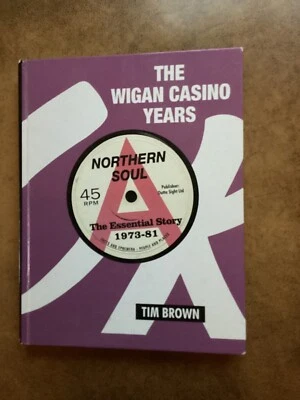 THE
WIGAN CASINO
YEARS
NORTHERN
SOUL
45
RPM
Publisher:
Outta Sight Ltd
The Essential Story
1973-81
TIM BROWN